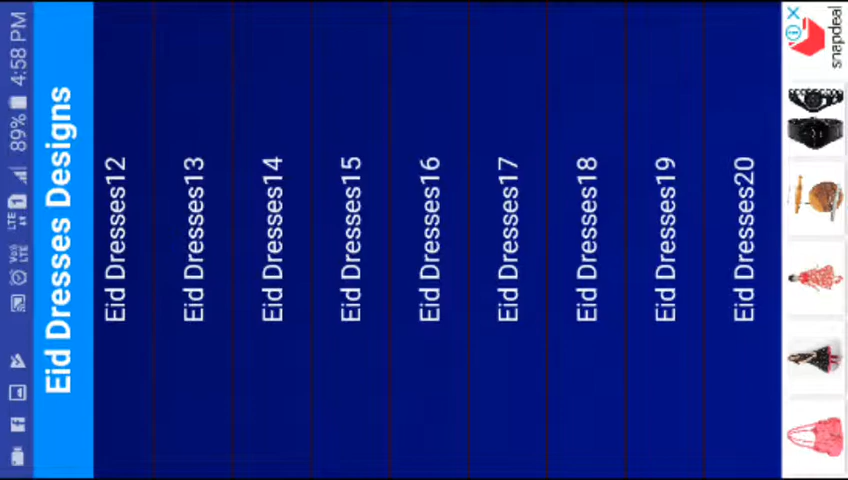 89% 4:58 PM
Eid Dresses Designs
Eid Dresses12
Eid Dresses13
Eid Dresses14
Eid Dresses15
Eid Dresses16
Eid Dresses17
Eid Dresses18
Eid Dresses19
Eid Dresses20
snapdeal